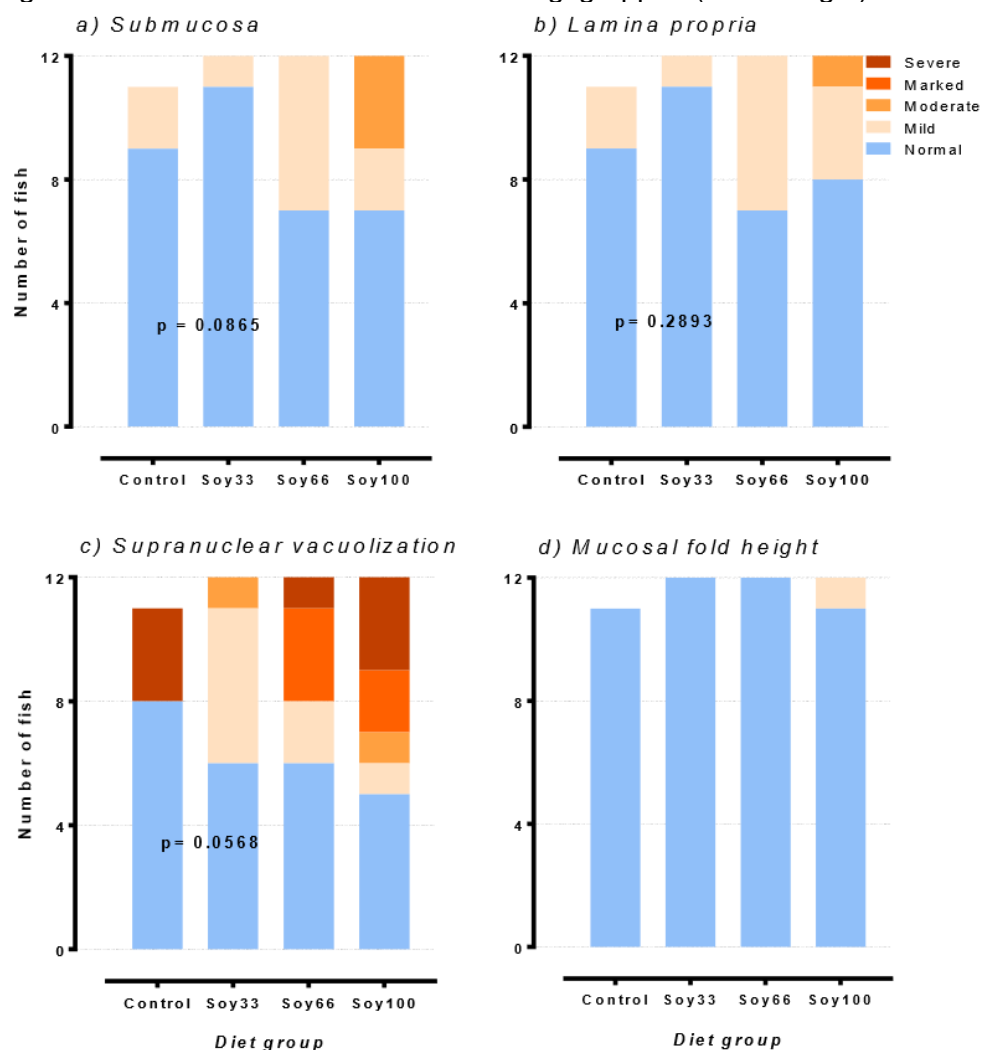 a) Submucosa
b) Lamina propria
12
8
4
0
Number of fish
p = 0.0865
Control Soy33 Soy66 Soy100
12
8
4
0
p= 0.2893
Control Soy33 Soy66 Soy100
Severe
Marked
Moderate
Mild
Normal
c) Supranuclear vacuolization
d) Mucosal fold height
12
8
4
0
Number of fish
p= 0.0568
Control Soy33 Soy66 Soy100
Diet group
12
8
4
0
Control Soy33 Soy66 Soy100
Diet group